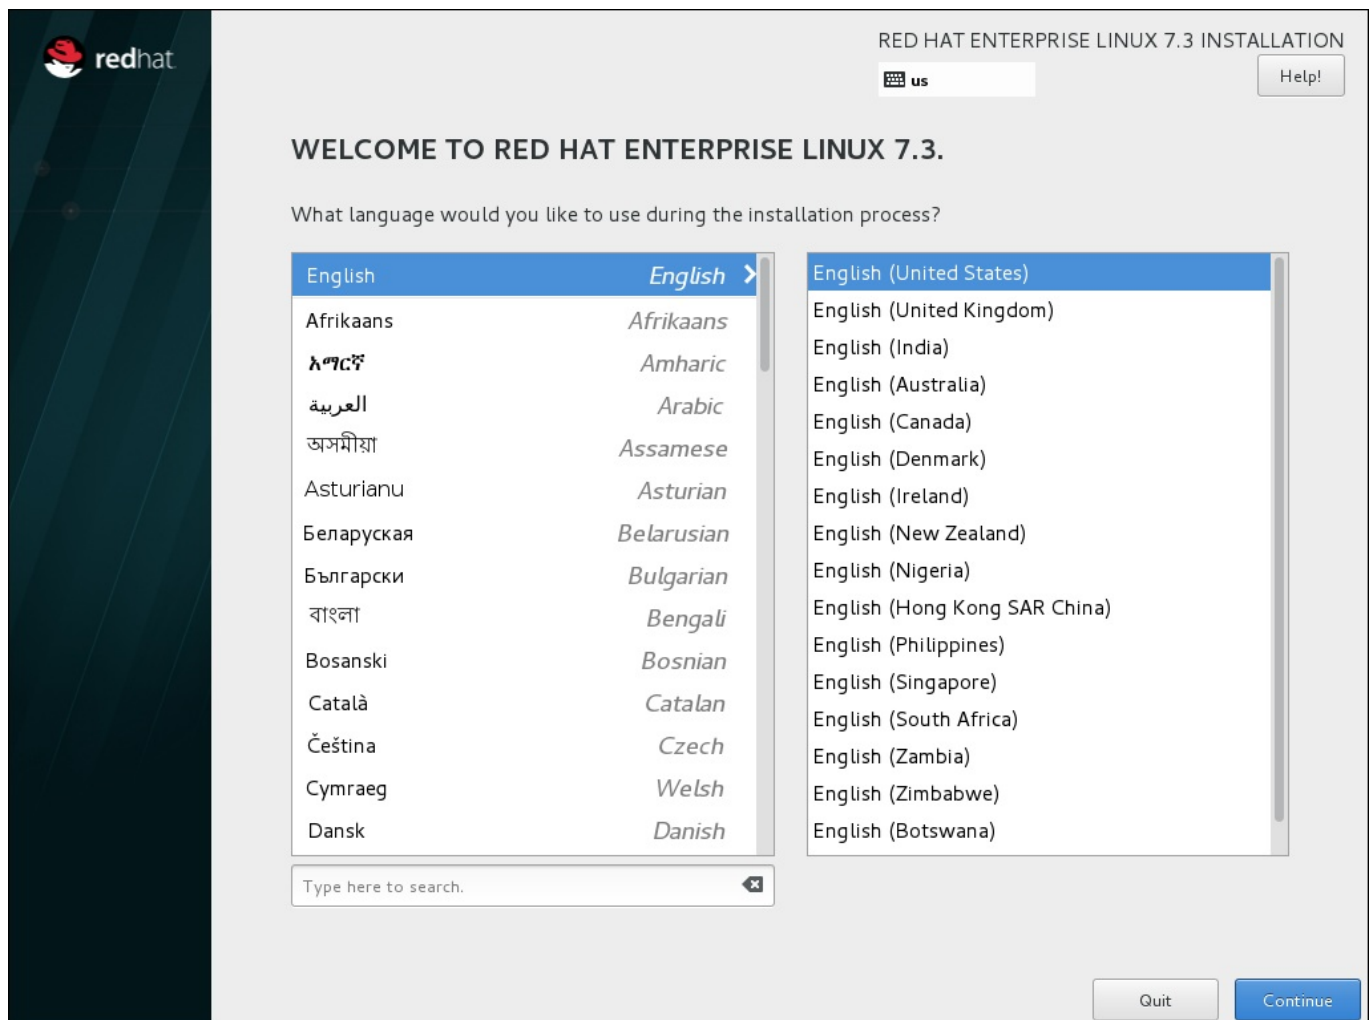 redhat.
RED HAT ENTERPRISE LINUX 7.3 INSTALLATION
us
Help!
WELCOME TO RED HAT ENTERPRISE LINUX 7.3.
What language would you like to use during the installation process?
English English
Afrikaans Afrikaans
አማርኛ Amharic
العربية Arabic
অসমীয়া Assamese
Asturianu Asturian
Беларуская Belarusian
Български Bulgarian
বাংলা Bengali
Bosanski Bosnian
Català Catalan
Čeština Czech
Cymraeg Welsh
Dansk Danish
Type here to search.
English (United States)
English (United Kingdom)
English (India)
English (Australia)
English (Canada)
English (Denmark)
English (Ireland)
English (New Zealand)
English (Nigeria)
English (Hong Kong SAR China)
English (Philippines)
English (Singapore)
English (South Africa)
English (Zambia)
English (Zimbabwe)
English (Botswana)
Quit
Continue